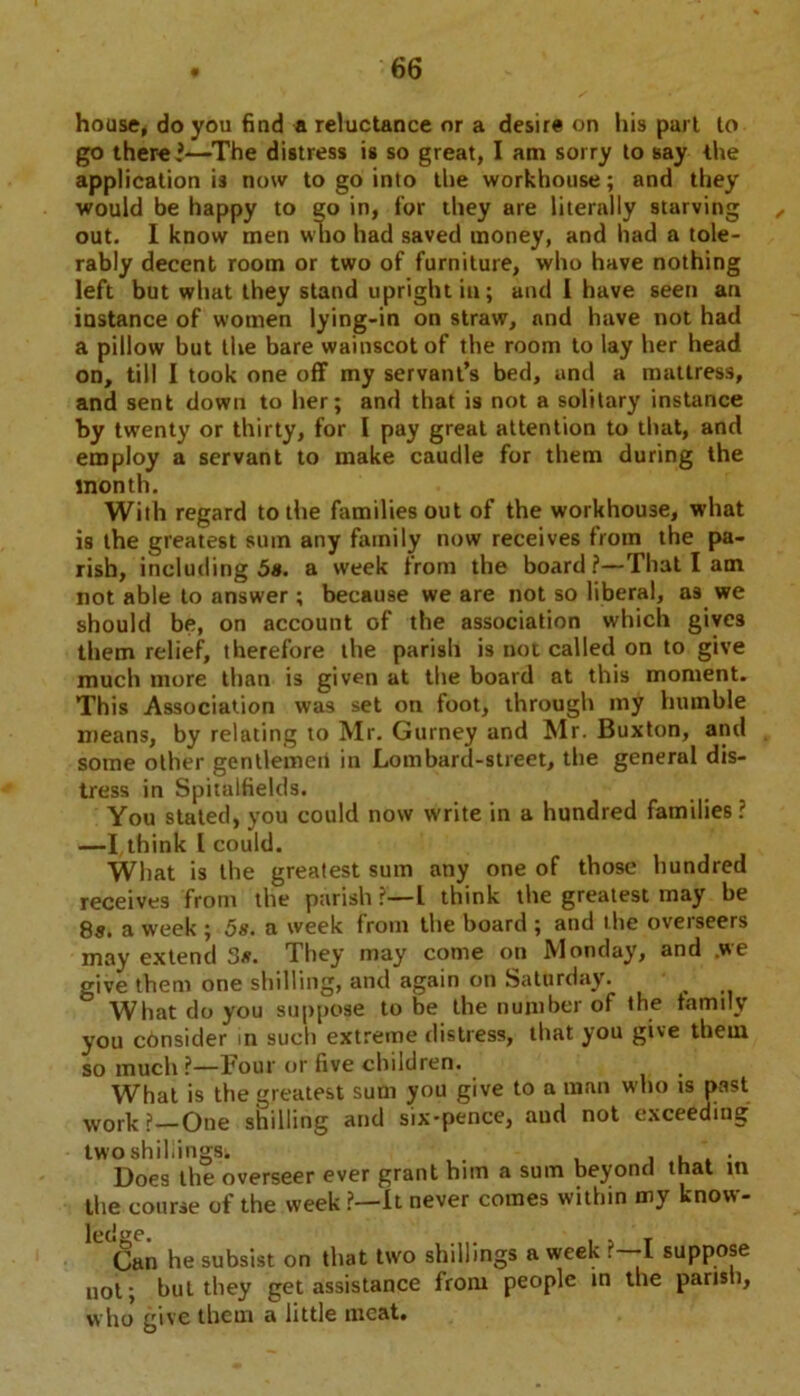 66
house, do you find a reluctance or a desire on his part to
go there?—The distress is so great, I am sorry to say the
application is now to go into the workhouse; and they
would be happy to go in, for they are literally starving
out. I know men who had saved money, and had a tole-
rably decent room or two of furniture, who have nothing
left but what they stand upright in; and I have seen an
instance of women lying-in on straw, and have not had
a pillow but the bare wainscot of the room to lay her head
on, till I took one off my servant's bed, and a mattress,
and sent down to her; and that is not a solitary instance
by twenty or thirty, for I pay great attention to that, and
employ a servant to make caudle for them during the
month.
With regard to the families out of the workhouse, what
is the greatest sum any family now receives from the pa-
rish, including 5s. a week from the board?—That I am
not able to answer; because we are not so liberal, as we
should be, on account of the association which gives
them relief, therefore the parish is not called on to give
much more than is given at the board at this moment.
This Association was set on foot, through my humble
means, by relating to Mr. Gurney and Mr. Buxton, and
some other gentlemen in Lombard-street, the general dis-
tress in Spitalfields.
You stated, you could now write in a hundred families?
—I think I could.
What is the greatest sum any one of those hundred
receives from the parish?—I think the greatest may be
8s. a week; 5s. a week from the board; and the overseers
may extend 3s. They may come on Monday, and we
give them one shilling, and again on Saturday.
What do you suppose to be the number of the family
you consider in such extreme distress, that you give them
so much?—Four or five children.
What is the greatest sum you give to a man who is past
work?—One shilling and six-pence, and not exceeding
two shillings.
Does the overseer ever grant him a sum beyond that in
the course of the week?—It never comes within my know-
ledge.
Can he subsist on that two shillings a week?—I suppose
not; but they get assistance from people in the parish,
who give them a little meat.